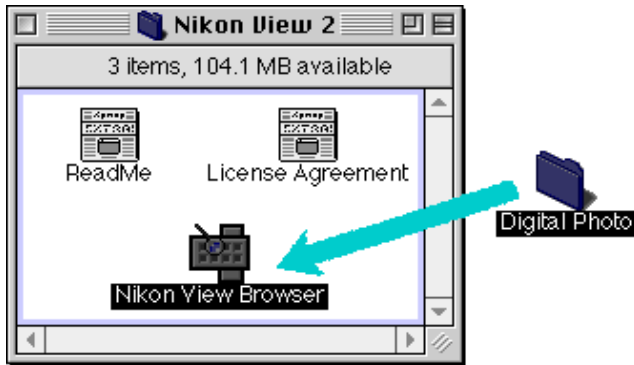 Nikon View 2
3 items, 104.1 MB available
ReadMe
License Agreement
Digital Photo
Nikon View Browser